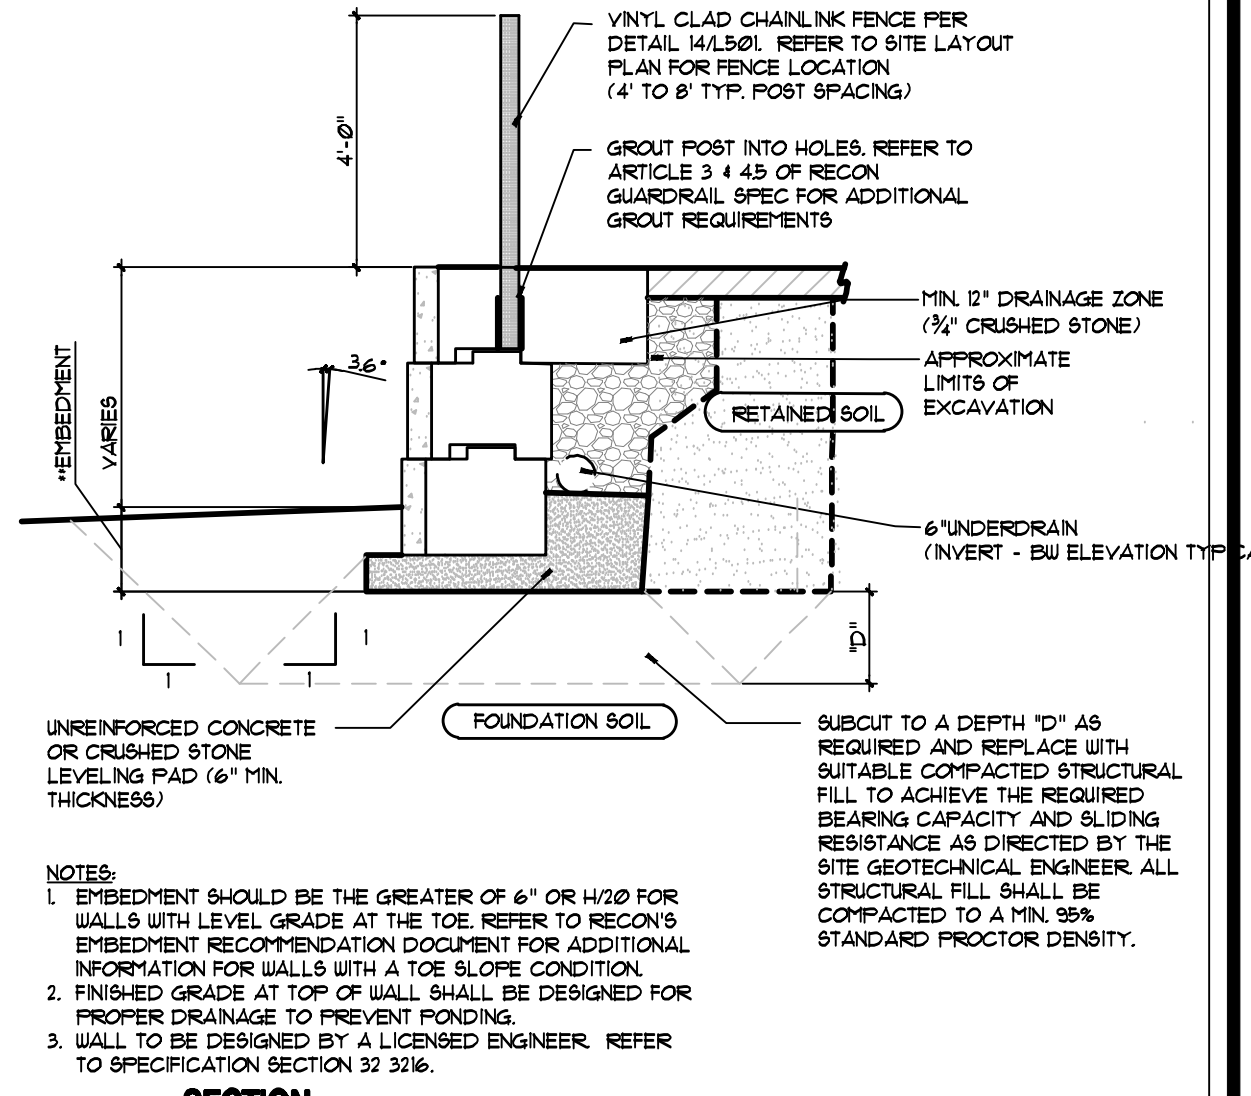 VINYL CLAD CHAINLINK FENCE PER
DETAIL 14/L501. REFER TO SITE LAYOUT
PLAN FOR FENCE LOCATION
(4' TO 8' TYP. POST SPACING)
4'-0"
GROUT POST INTO HOLES. REFER TO
ARTICLE 3 & 4.5 OF RECON
GUARDRAIL SPEC FOR ADDITIONAL
GROUT REQUIREMENTS
MIN. 12" DRAINAGE ZONE
(3/4" CRUSHED STONE)
APPROXIMATE
LIMITS OF
EXCAVATION
RETAINED SOIL
3.6°
**EMBEDMENT
VARIES
6"UNDERDRAIN
(INVERT - BW ELEVATION TYPICA
1
1
1
1
"D"
FOUNDATION SOIL
UNREINFORCED CONCRETE
OR CRUSHED STONE
LEVELING PAD (6" MIN.
THICKNESS)
SUBCUT TO A DEPTH "D" AS
REQUIRED AND REPLACE WITH
SUITABLE COMPACTED STRUCTURAL
FILL TO ACHIEVE THE REQUIRED
BEARING CAPACITY AND SLIDING
RESISTANCE AS DIRECTED BY THE
SITE GEOTECHNICAL ENGINEER. ALL
STRUCTURAL FILL SHALL BE
COMPACTED TO A MIN. 95%
STANDARD PROCTOR DENSITY.
NOTES:
1. EMBEDMENT SHOULD BE THE GREATER OF 6" OR H/20 FOR
WALLS WITH LEVEL GRADE AT THE TOE. REFER TO RECON'S
EMBEDMENT RECOMMENDATION DOCUMENT FOR ADDITIONAL
INFORMATION FOR WALLS WITH A TOE SLOPE CONDITION.
2. FINISHED GRADE AT TOP OF WALL SHALL BE DESIGNED FOR
PROPER DRAINAGE TO PREVENT PONDING.
3. WALL TO BE DESIGNED BY A LICENSED ENGINEER. REFER
TO SPECIFICATION SECTION 32 3216.
SECTION